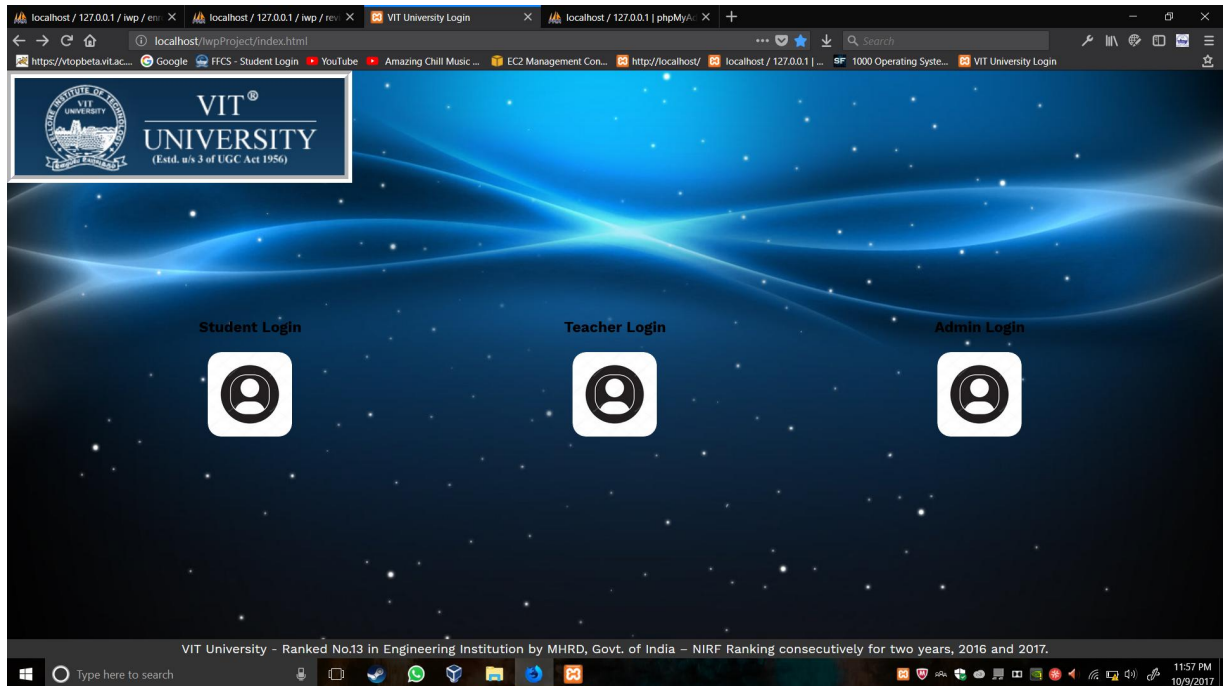 localhost / 127.0.0.1 / iwp / enr
localhost / 127.0.0.1 / iwp / revi
VIT University Login
localhost / 127.0.0.1 | phpMyAd
localhost/IwpProject/index.html
Search
https://vtopbeta.vit.ac....
Google
FFCS - Student Login
YouTube
Amazing Chill Music ...
EC2 Management Con...
http://localhost/
localhost / 127.0.0.1 | ...
SF
1000 Operating Syste...
VIT University Login
VIT
UNIVERSITY
VIT®
UNIVERSITY
(Estd. u/s 3 of UGC Act 1956)
Student Login
Teacher Login
Admin Login
VIT University - Ranked No.13 in Engineering Institution by MHRD, Govt. of India – NIRF Ranking consecutively for two years, 2016 and 2017.
Type here to search
11:57 PM
10/9/2017